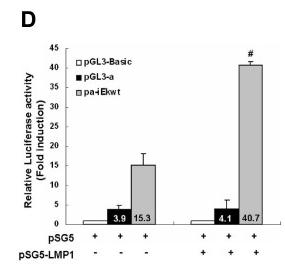 D
Relative Luciferase activity
(Fold induction)
45
40
35
30
25
20
15
10
5
0
pGL3-Basic
pGL3-a
pa-iEkwt
#
3.9
15.3
4.1
40.7
pSG5 + + + + + +
pSG5-LMP1 - - - + + +